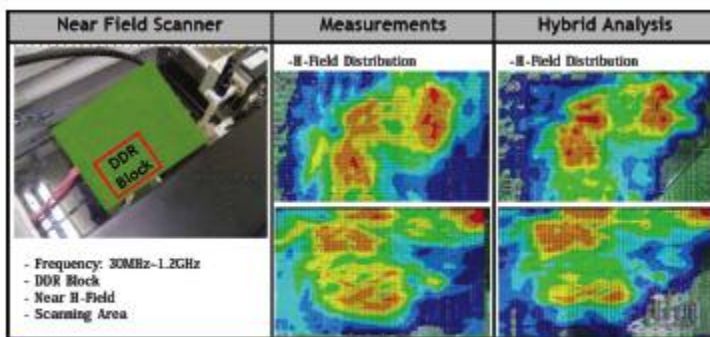 Near Field Scanner
Measurements
Hybrid Analysis
DDR
Block
- Frequency: 30MHz~1.2GHz
- DDR Block
- Near H-Field
- Scanning Area
-H-Field Distribution
-H-Field Distribution